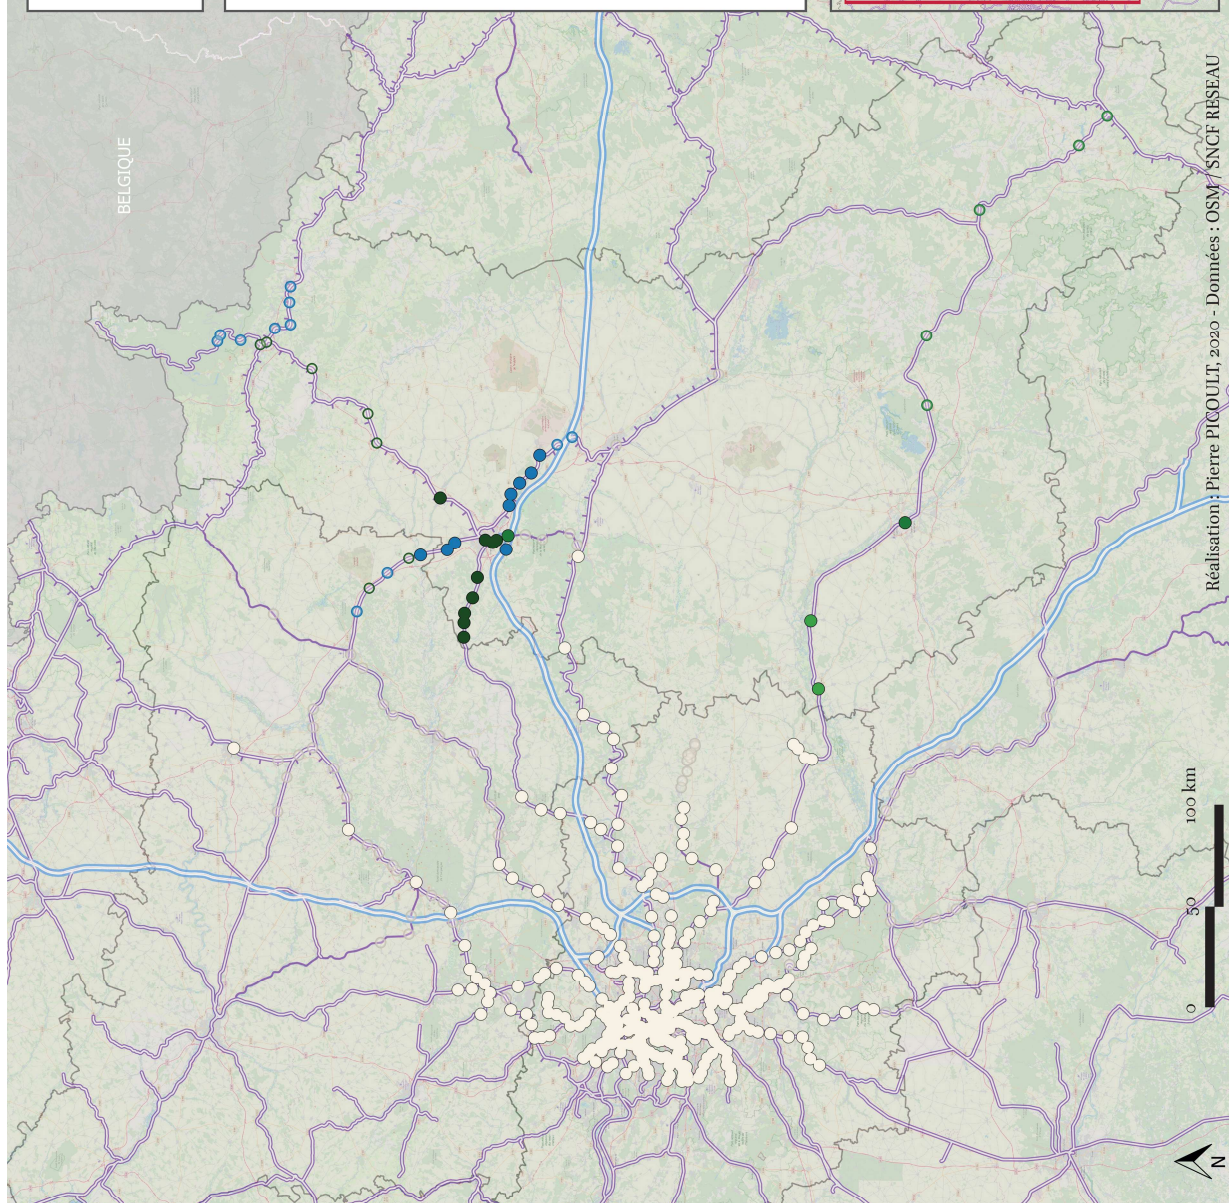 BELGIQUE
Réalisation : Pierre PICOULT, 2020 - Données : OSM / SNCF RESEAU
0 50 100 km
N